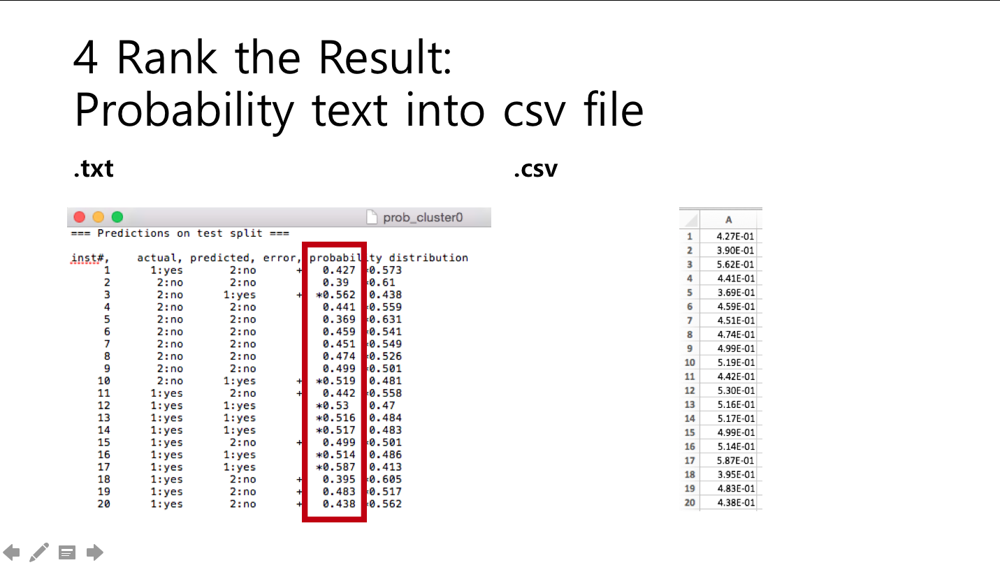 4 Rank the Result:
Probability text into csv file
.txt
.csv
prob_cluster0
=== Predictions on test split ===
inst#, actual, predicted, error, probability distribution
1 1:yes 2:no + 0.427 *0.573
2 2:no 2:no 0.39 *0.61
3 2:no 1:yes + *0.562 0.438
4 2:no 2:no 0.441 *0.559
5 2:no 2:no 0.369 *0.631
6 2:no 2:no 0.459 *0.541
7 2:no 2:no 0.451 *0.549
8 2:no 2:no 0.474 *0.526
9 2:no 2:no 0.499 *0.501
10 2:no 1:yes + *0.519 0.481
11 1:yes 2:no + 0.442 *0.558
12 1:yes 1:yes *0.53 0.47
13 1:yes 1:yes *0.516 0.484
14 1:yes 1:yes *0.517 0.483
15 1:yes 2:no + 0.499 *0.501
16 1:yes 1:yes *0.514 0.486
17 1:yes 1:yes *0.587 0.413
18 1:yes 2:no + 0.395 *0.605
19 1:yes 2:no + 0.483 *0.517
20 1:yes 2:no + 0.438 *0.562
A
1 4.27E-01
2 3.90E-01
3 5.62E-01
4 4.41E-01
5 3.69E-01
6 4.59E-01
7 4.51E-01
8 4.74E-01
9 4.99E-01
10 5.19E-01
11 4.42E-01
12 5.30E-01
13 5.16E-01
14 5.17E-01
15 4.99E-01
16 5.14E-01
17 5.87E-01
18 3.95E-01
19 4.83E-01
20 4.38E-01